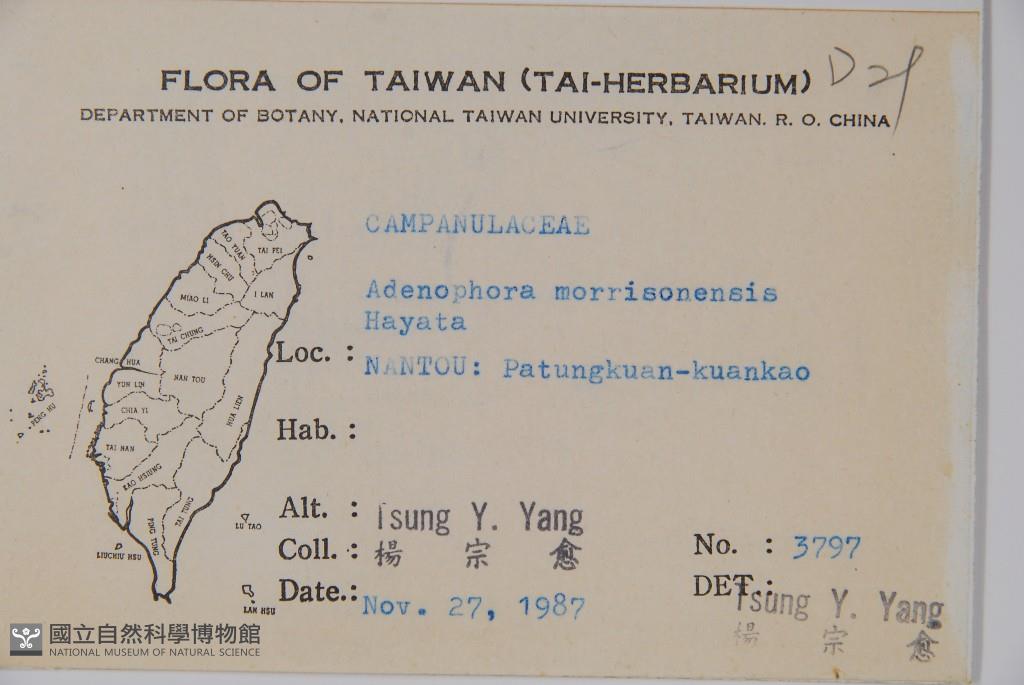 FLORA OF TAIWAN (TAI-HERBARIUM)
DEPARTMENT OF BOTANY, NATIONAL TAIWAN UNIVERSITY, TAIWAN. R. O. CHINA
CAMPANULACEAE
Adenophora morrisonensis
Hayata
Loc. :
NANTOU: Patungkuan-kuankao
Hab. :
Alt. :
Tsung Y. Yang
Coll. : 楊 宗 愈
No. : 3797
Date.: Nov. 27, 1987
DET.:
Tsung Y. Yang
楊 宗 愈
TAO YUAN
TAI PEI
HSIN CHU
MIAO LI
I LAN
TAI CHUNG
CHANG HUA
NAN TOU
YUN LIN
PENG HU
CHIA YI
HUA LIEN
TAI NAN
KAO HSIUNG
TAI TUNG
PING TUNG
LU TAO
LIUCHIU HSU
LAN HSU
國立自然科學博物館
NATIONAL MUSEUM OF NATURAL SCIENCE